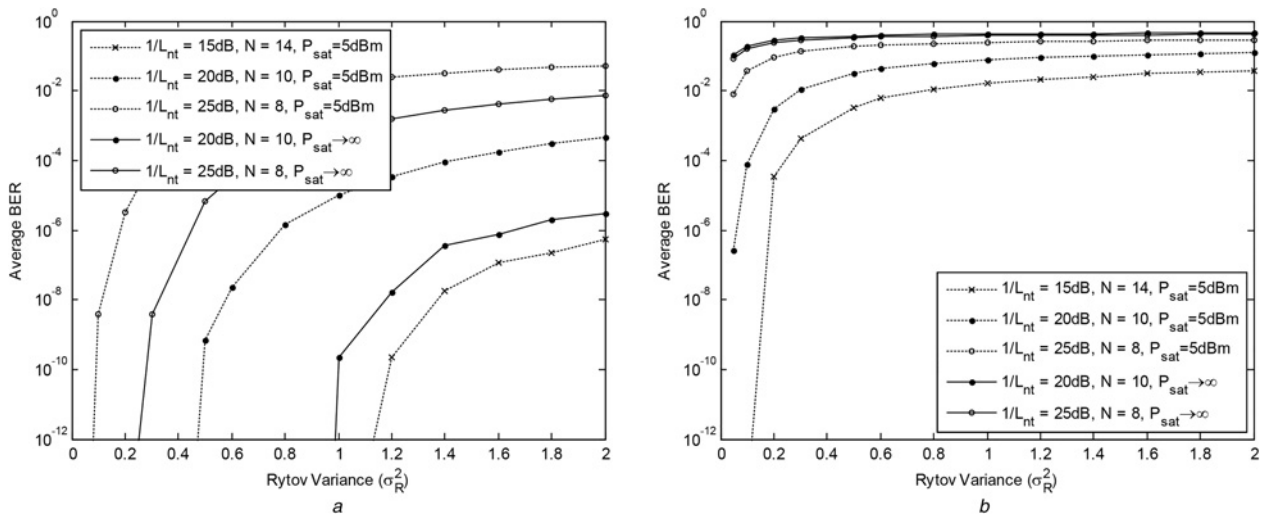 10^0
10^-2
10^-4
10^-6
10^-8
10^-10
10^-12
Average BER
1/L_nt = 15dB, N = 14, P_sat=5dBm
1/L_nt = 20dB, N = 10, P_sat=5dBm
1/L_nt = 25dB, N = 8, P_sat=5dBm
1/L_nt = 20dB, N = 10, P_sat→∞
1/L_nt = 25dB, N = 8, P_sat→∞
0 0.2 0.4 0.6 0.8 1.0 1.2 1.4 1.6 1.8 2
Rytov Variance (σ_R^2)
a
10^0
10^-2
10^-4
10^-6
10^-8
10^-10
10^-12
Average BER
1/L_nt = 15dB, N = 14, P_sat=5dBm
1/L_nt = 20dB, N = 10, P_sat=5dBm
1/L_nt = 25dB, N = 8, P_sat=5dBm
1/L_nt = 20dB, N = 10, P_sat→∞
1/L_nt = 25dB, N = 8, P_sat→∞
0 0.2 0.4 0.6 0.8 1 1.2 1.4 1.6 1.8 2
Rytov Variance (σ_R^2)
b